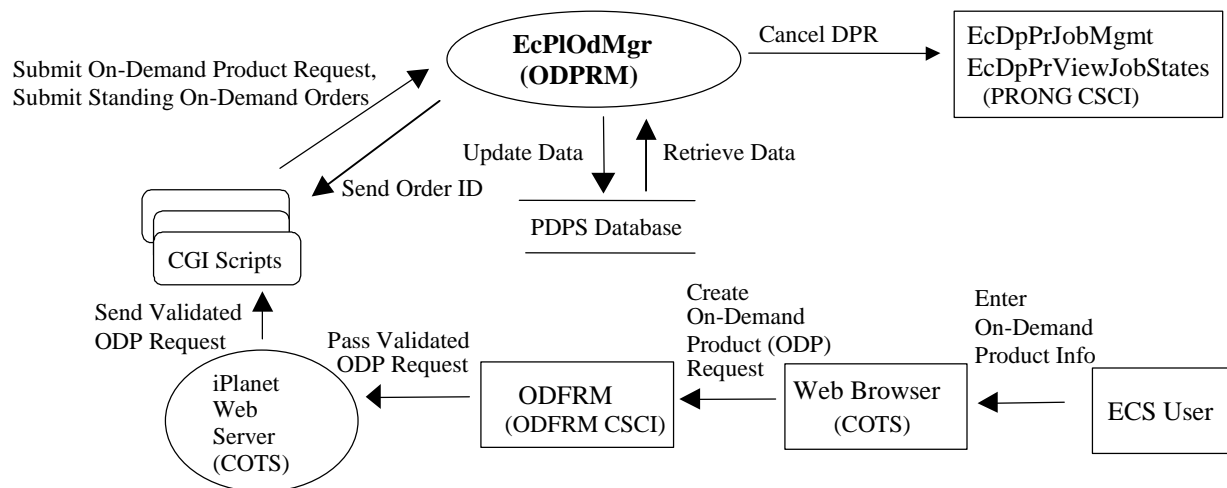 EcPlOdMgr
(ODPRM)
Cancel DPR
EcDpPrJobMgmt
EcDpPrViewJobStates
(PRONG CSCI)
Submit On-Demand Product Request,
Submit Standing On-Demand Orders
Update Data
Retrieve Data
Send Order ID
PDPS Database
CGI Scripts
Send Validated
ODP Request
Pass Validated
ODP Request
Create
On-Demand
Product (ODP)
Request
Enter
On-Demand
Product Info
iPlanet
Web
Server
(COTS)
ODFRM
(ODFRM CSCI)
Web Browser
(COTS)
ECS User